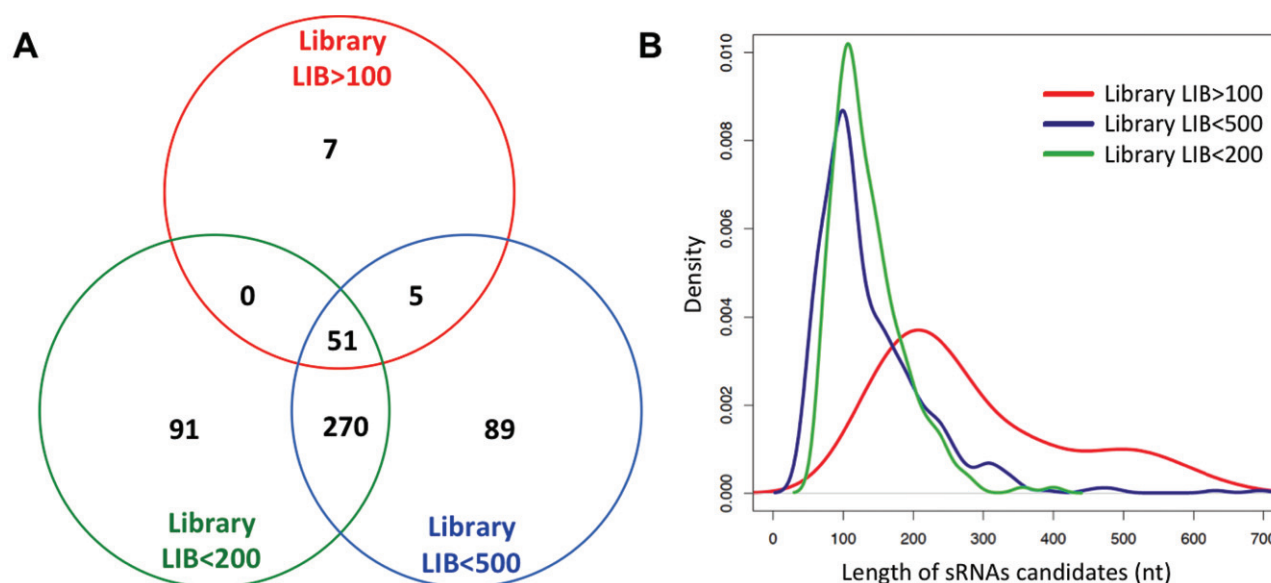 A
Library
LIB>100
7
0
5
51
91
270
89
Library
LIB<200
Library
LIB<500
B
Density
0.000
0.002
0.004
0.006
0.008
0.010
Library LIB>100
Library LIB<500
Library LIB<200
0 100 200 300 400 500 600
Length of sRNAs candidates (nt)